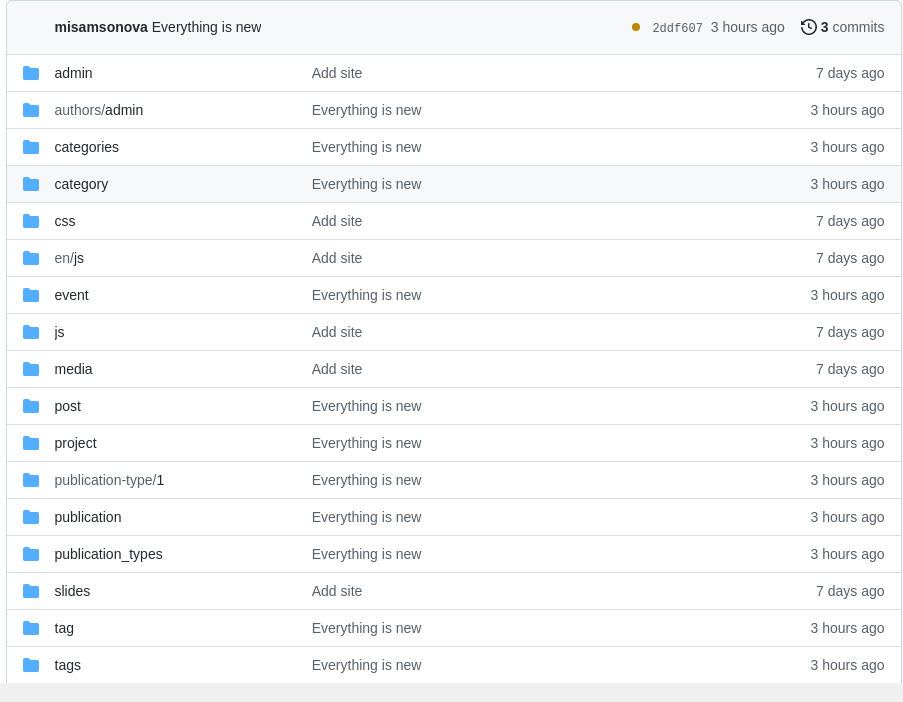 misamsonova Everything is new 2ddf607 3 hours ago 3 commits
admin Add site 7 days ago
authors/admin Everything is new 3 hours ago
categories Everything is new 3 hours ago
category Everything is new 3 hours ago
css Add site 7 days ago
en/js Add site 7 days ago
event Everything is new 3 hours ago
js Add site 7 days ago
media Add site 7 days ago
post Everything is new 3 hours ago
project Everything is new 3 hours ago
publication-type/1 Everything is new 3 hours ago
publication Everything is new 3 hours ago
publication_types Everything is new 3 hours ago
slides Add site 7 days ago
tag Everything is new 3 hours ago
tags Everything is new 3 hours ago